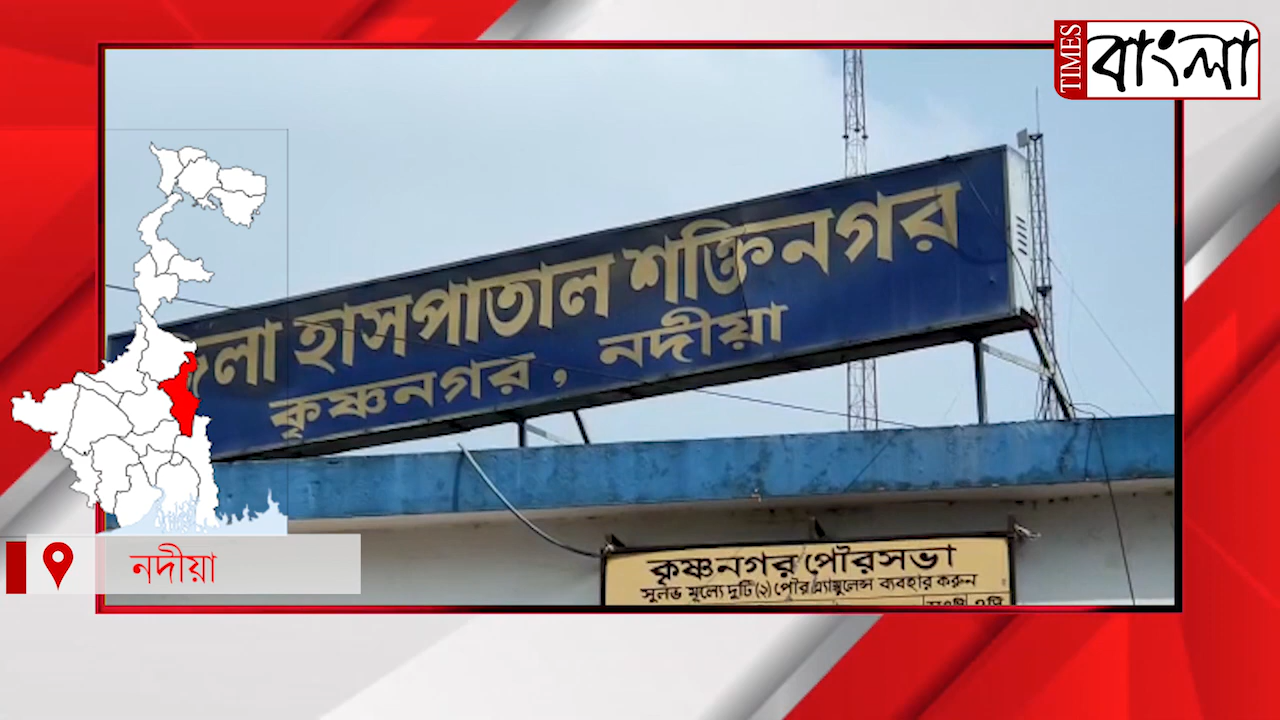 TIMES বাংলা
জেলা হাসপাতাল শক্তিনগর
কৃষ্ণনগর, নদীয়া
কৃষ্ণনগর পৌরসভা
সুলভ মূল্যে দুটি(২) পৌর এ্যাম্বুলেন্স ব্যবহার করুন
নদীয়া